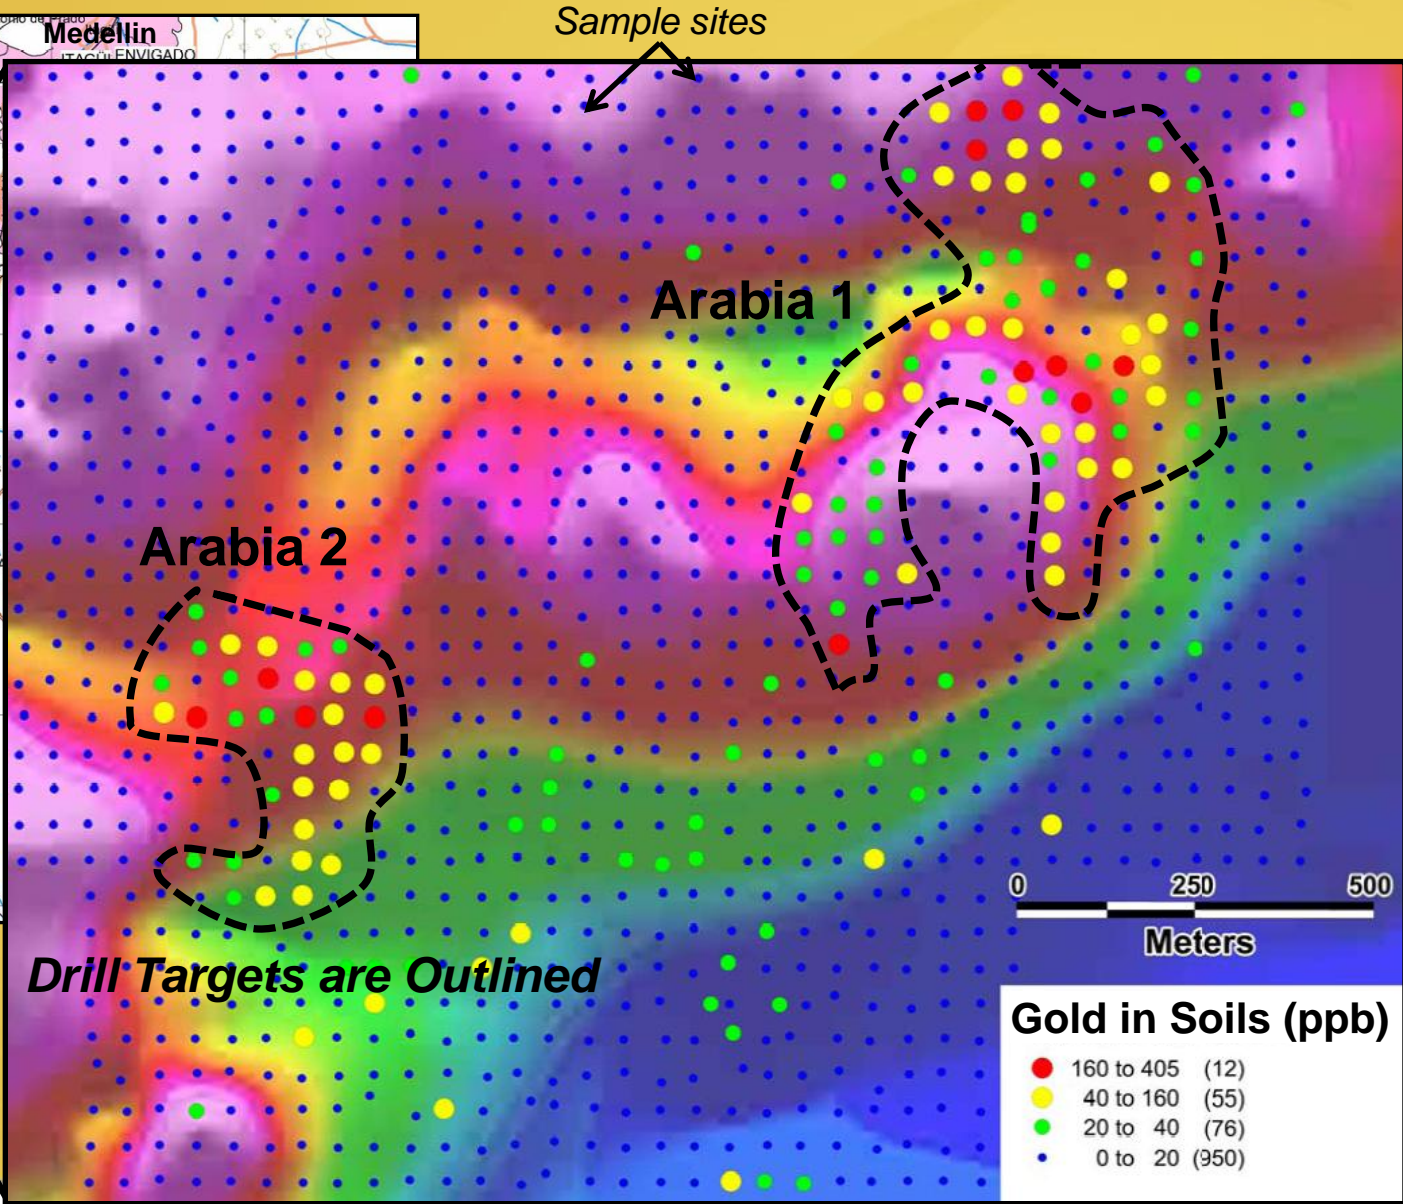 Sample sites
Medellin
ENVIGADO
Arabia 1
Arabia 2
0 250 500
Meters
Drill Targets are Outlined
Gold in Soils (ppb)
160 to 405 (12)
40 to 160 (55)
20 to 40 (76)
0 to 20 (950)